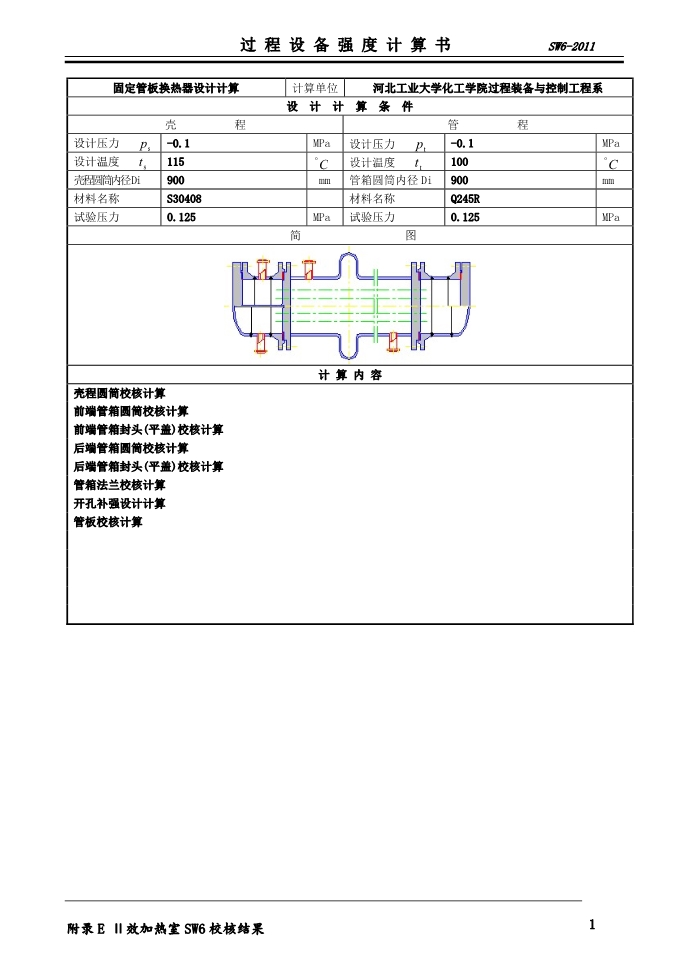 过程设备强度计算书 SW6-2011
固定管板换热器设计计算 计算单位 河北工业大学化工学院过程装备与控制工程系
设计计算条件
壳程 管程
设计压力 ps -0.1 MPa 设计压力 pt -0.1 MPa
设计温度 ts 115 °C 设计温度 tt 100 °C
壳程圆筒内径Di 900 mm 管箱圆筒内径 Di 900 mm
材料名称 S30408 材料名称 Q245R
试验压力 0.125 MPa 试验压力 0.125 MPa
简图
计算内容
壳程圆筒校核计算
前端管箱圆筒校核计算
前端管箱封头(平盖)校核计算
后端管箱圆筒校核计算
后端管箱封头(平盖)校核计算
管箱法兰校核计算
开孔补强设计计算
管板校核计算
附录 E Ⅱ效加热室 SW6 校核结果 1